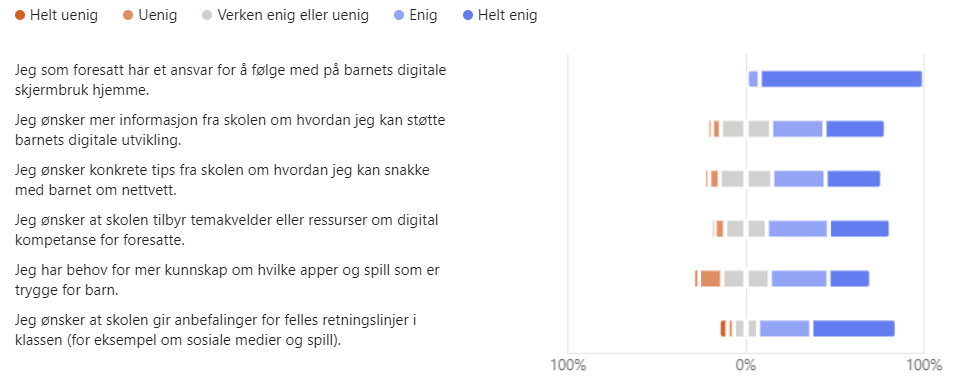 Helt uenig Uenig Verken enig eller uenig Enig Helt enig
Jeg som foresatt har et ansvar for å følge med på barnets digitale
skjermbruk hjemme.
Jeg ønsker mer informasjon fra skolen om hvordan jeg kan støtte
barnets digitale utvikling.
Jeg ønsker konkrete tips fra skolen om hvordan jeg kan snakke
med barnet om nettvett.
Jeg ønsker at skolen tilbyr temakvelder eller ressurser om digital
kompetanse for foresatte.
Jeg har behov for mer kunnskap om hvilke apper og spill som er
trygge for barn.
Jeg ønsker at skolen gir anbefalinger for felles retningslinjer i
klassen (for eksempel om sosiale medier og spill).
100% 0% 100%